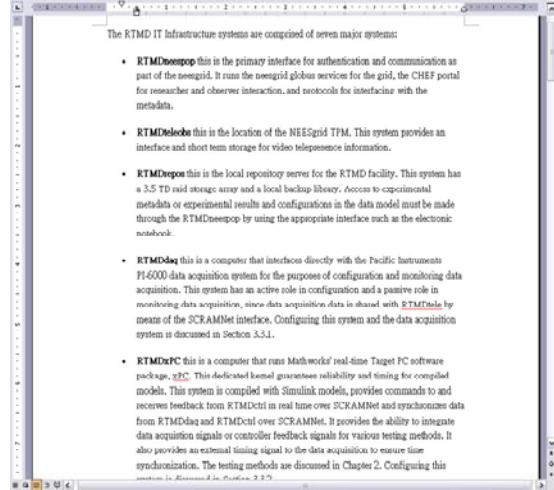 The RTMD IT Infrastructure systems are comprised of seven major systems:
RTMDneespop this is the primary interface for authentication and communication as
part of the neesgrid. It runs the neesgrid globus services for the grid, the CHEF portal
for researcher and observer interaction, and protocols for interfacing with the
metadata.
RTMDteleobs this is the location of the NEESgrid TPM. This system provides an
interface and short term storage for video telepresence information.
RTMDrepos this is the local repository server for the RTMD facility. This system has
a 3.5 TB raid storage array and a local backup library. Access to experimental
metadata or experimental results and configurations in the data model must be made
through the RTMDneespop by using the appropriate interface such as the electronic
notebook.
RTMDdaq this is a computer that interfaces directly with the Pacific Instruments
PI-6000 data acquisition system for the purposes of configuration and monitoring data
acquisition. This system has an active role in configuration and a passive role in
monitoring data acquisition, since data acquisition data is shared with RTMDtele by
means of the SCRAMNet interface. Configuring this system and the data acquisition
system is discussed in Section 3.3.1.
RTMDxPC this is a computer that runs Mathworks' real-time Target PC software
package, xPC. This dedicated kernel guarantees reliability and timing for compiled
models. This system is compiled with Simulink models, provides commands to and
receives feedback from RTMDctrl in real time over SCRAMNet and synchronizes data
from RTMDdaq and RTMDctrl over SCRAMNet. It provides the ability to integrate
data acquistion signals or controller feedback signals for various testing methods. It
also provides an external timing signal to the data acquisition to ensure time
synchronization. The testing methods are discussed in Chapter 2. Configuring this
system is discussed in Section 3.3.2